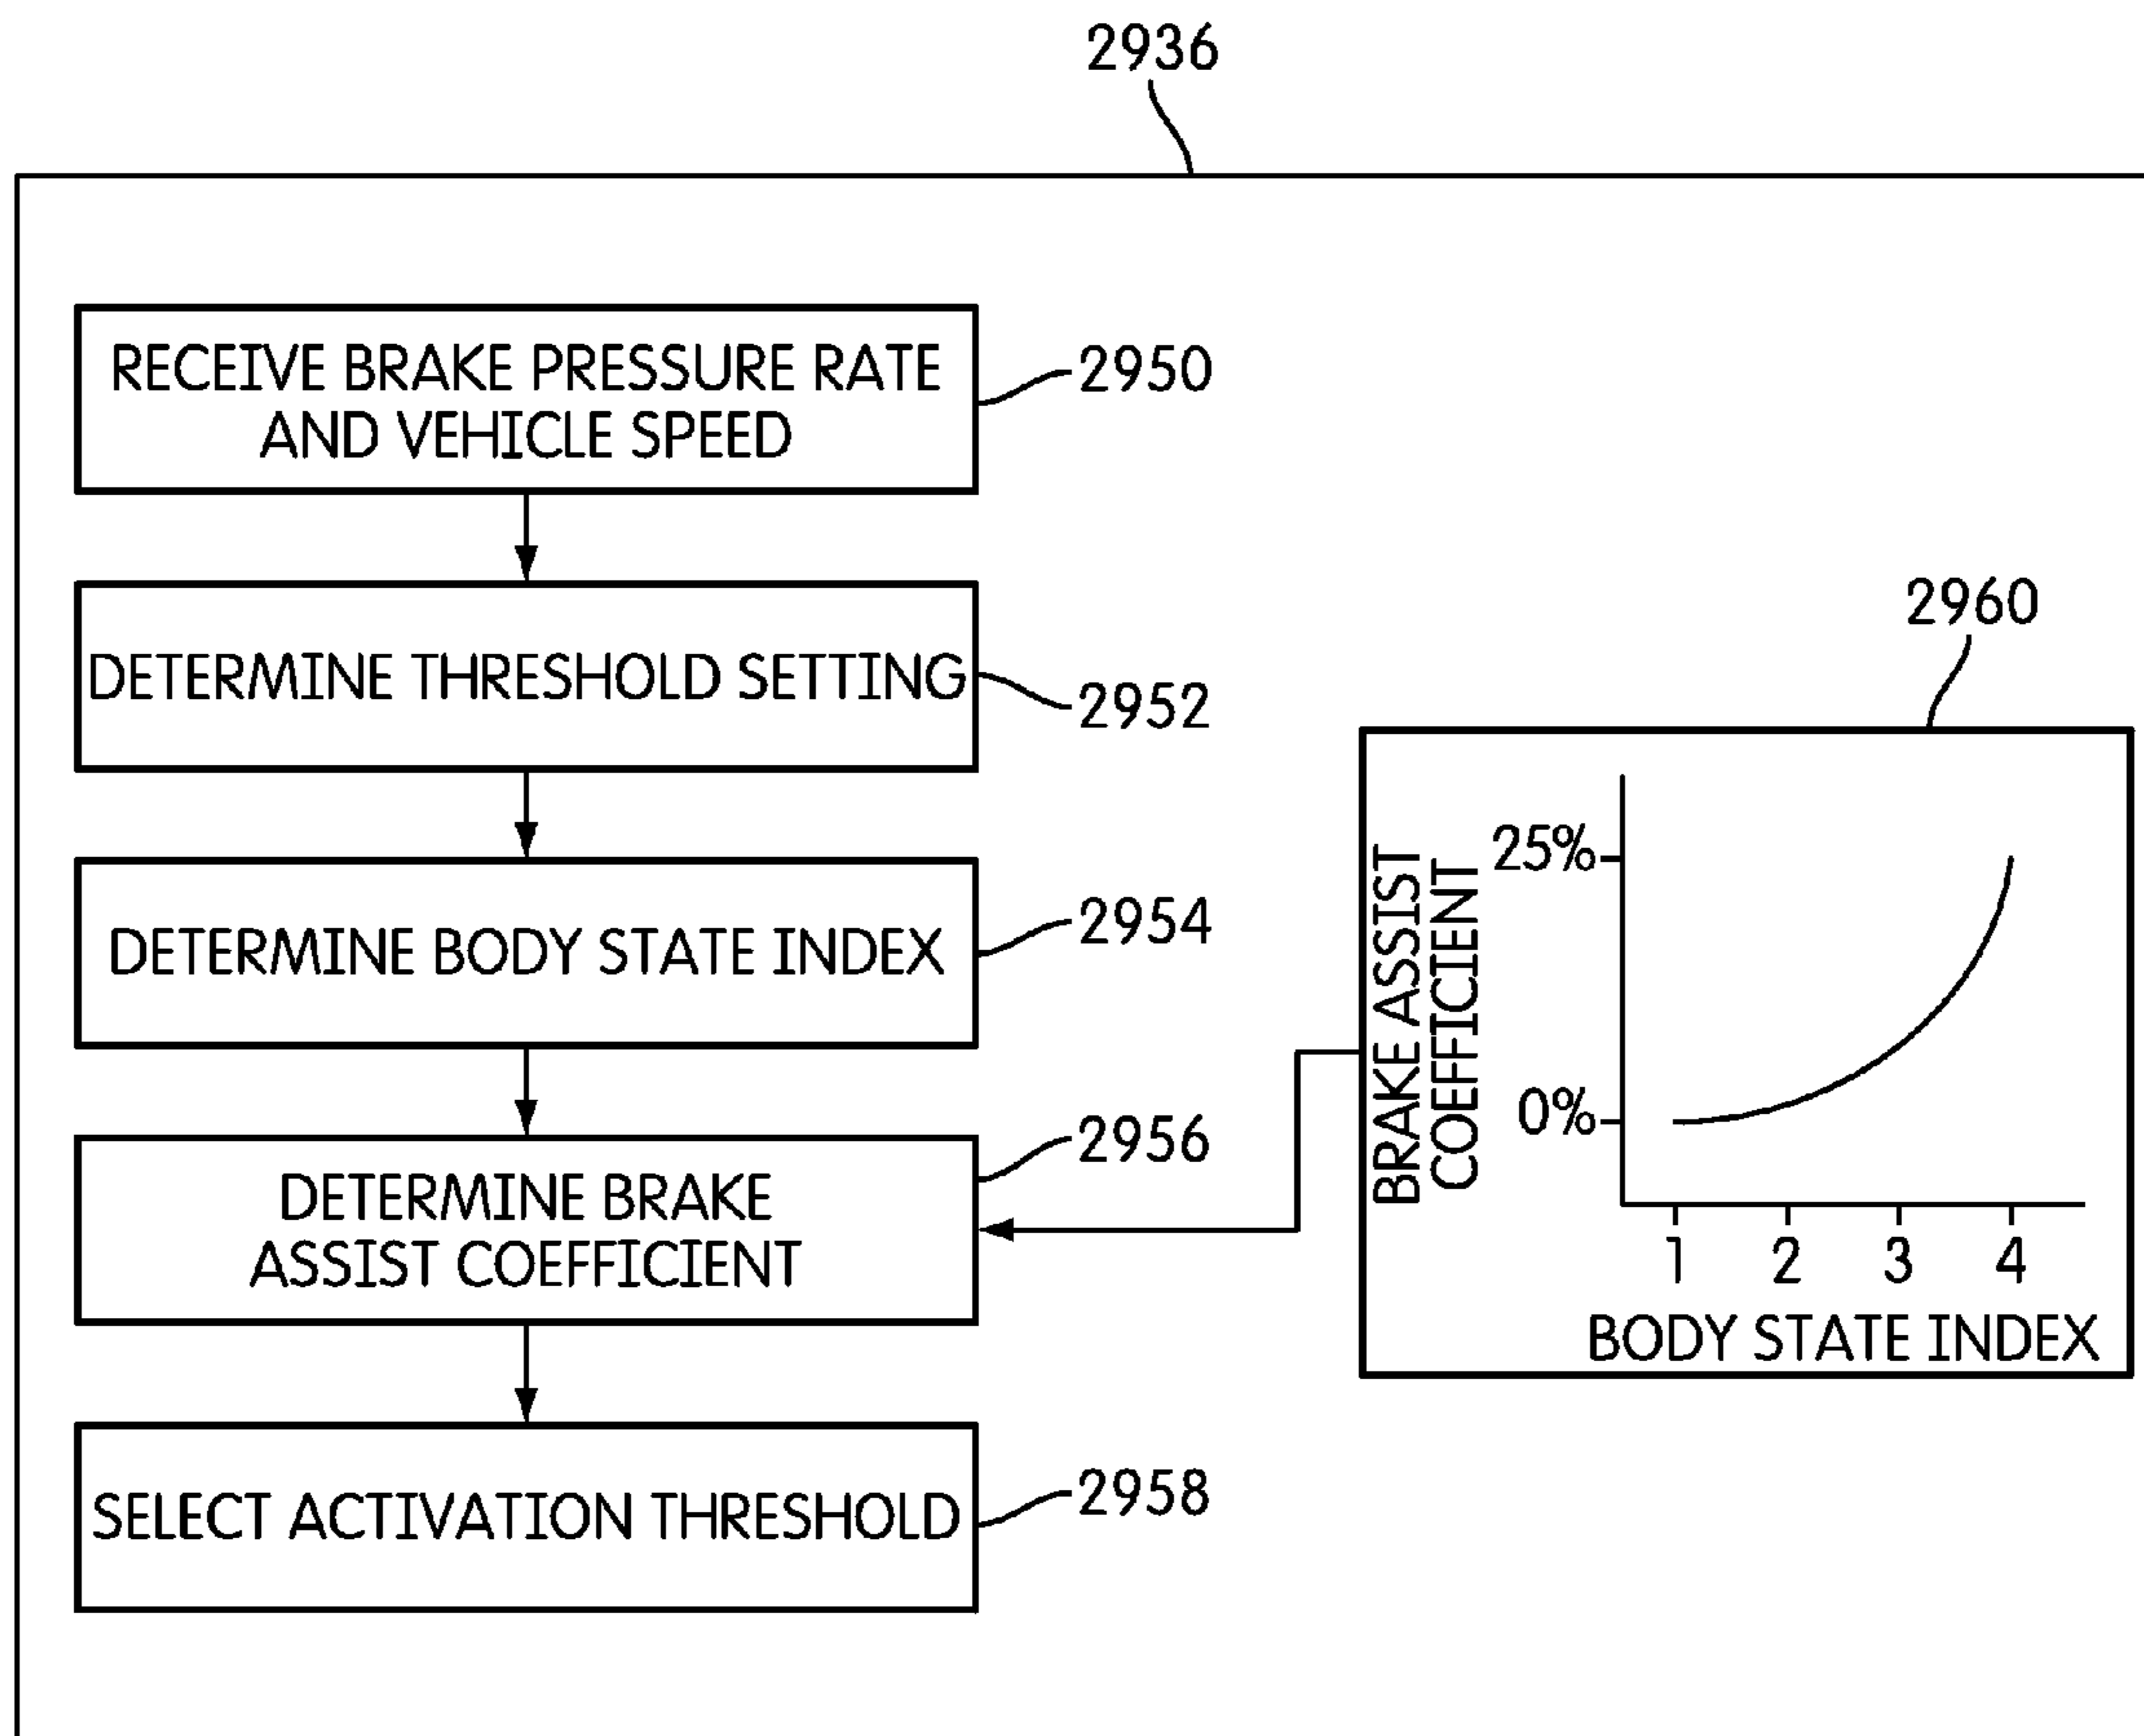 2936
RECEIVE BRAKE PRESSURE RATE
AND VEHICLE SPEED
2950
DETERMINE THRESHOLD SETTING
2952
DETERMINE BODY STATE INDEX
2954
DETERMINE BRAKE
ASSIST COEFFICIENT
2956
SELECT ACTIVATION THRESHOLD
2958
2960
BRAKE ASSIST
COEFFICIENT
25%
0%
1 2 3 4
BODY STATE INDEX